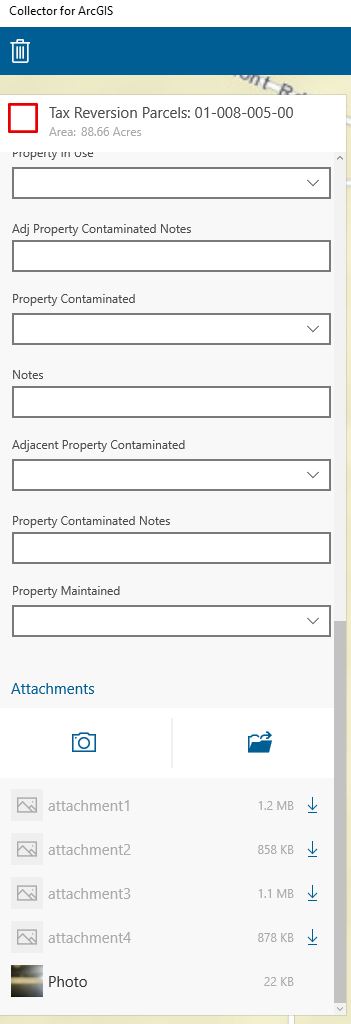 Collector for ArcGIS
Tax Reversion Parcels: 01-008-005-00
Area: 88.66 Acres
Property In Use
Adj Property Contaminated Notes
Property Contaminated
Notes
Adjacent Property Contaminated
Property Contaminated Notes
Property Maintained
Attachments
attachment1 1.2 MB
attachment2 858 KB
attachment3 1.1 MB
attachment4 878 KB
Photo 22 KB